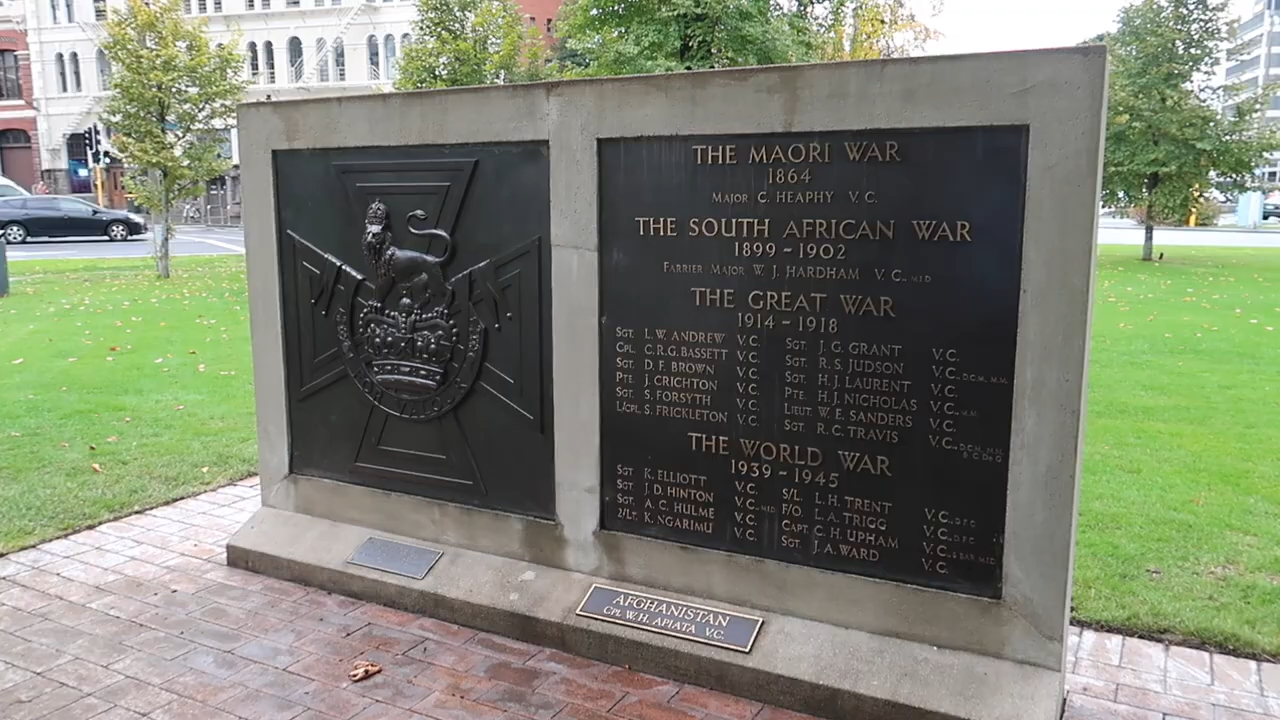 THE MAORI WAR
1864
MAJOR C. HEAPHY V.C.
THE SOUTH AFRICAN WAR
1899 - 1902
FARRIER MAJOR W. J. HARDHAM V.C., M.I.D
THE GREAT WAR
1914 - 1918
SGT. L. W. ANDREW V.C. SGT. J. G. GRANT V.C.
CPL. C.R.G. BASSETT V.C. SGT. R. S. JUDSON V.C., D.C.M. M.M.
SGT. D. F. BROWN V.C. SGT. H. J. LAURENT V.C.
PTE. J. CRICHTON V.C. PTE. H. J. NICHOLAS V.C., M.M.
SGT. S. FORSYTH V.C. LIEUT. W. E. SANDERS V.C.
L/CPL. S. FRICKLETON V.C. SGT. R. C. TRAVIS V.C., D.C.M. M.M. & C. DE G
THE WORLD WAR
1939 - 1945
SGT K. ELLIOTT V.C. S/L. L. H. TRENT V.C., D.F.C
SGT. J. D. HINTON V.C., M.I.D F/O. L. A. TRIGG V.C., D.F.C
SGT. A. C. HULME V.C. CAPT. C. H. UPHAM V.C. & BAR M.I.D
2/LT. K. NGARIMU V.C. SGT. J. A. WARD V.C.
AFGHANISTAN
CPL W. H. APIATA V.C.
VALOUR